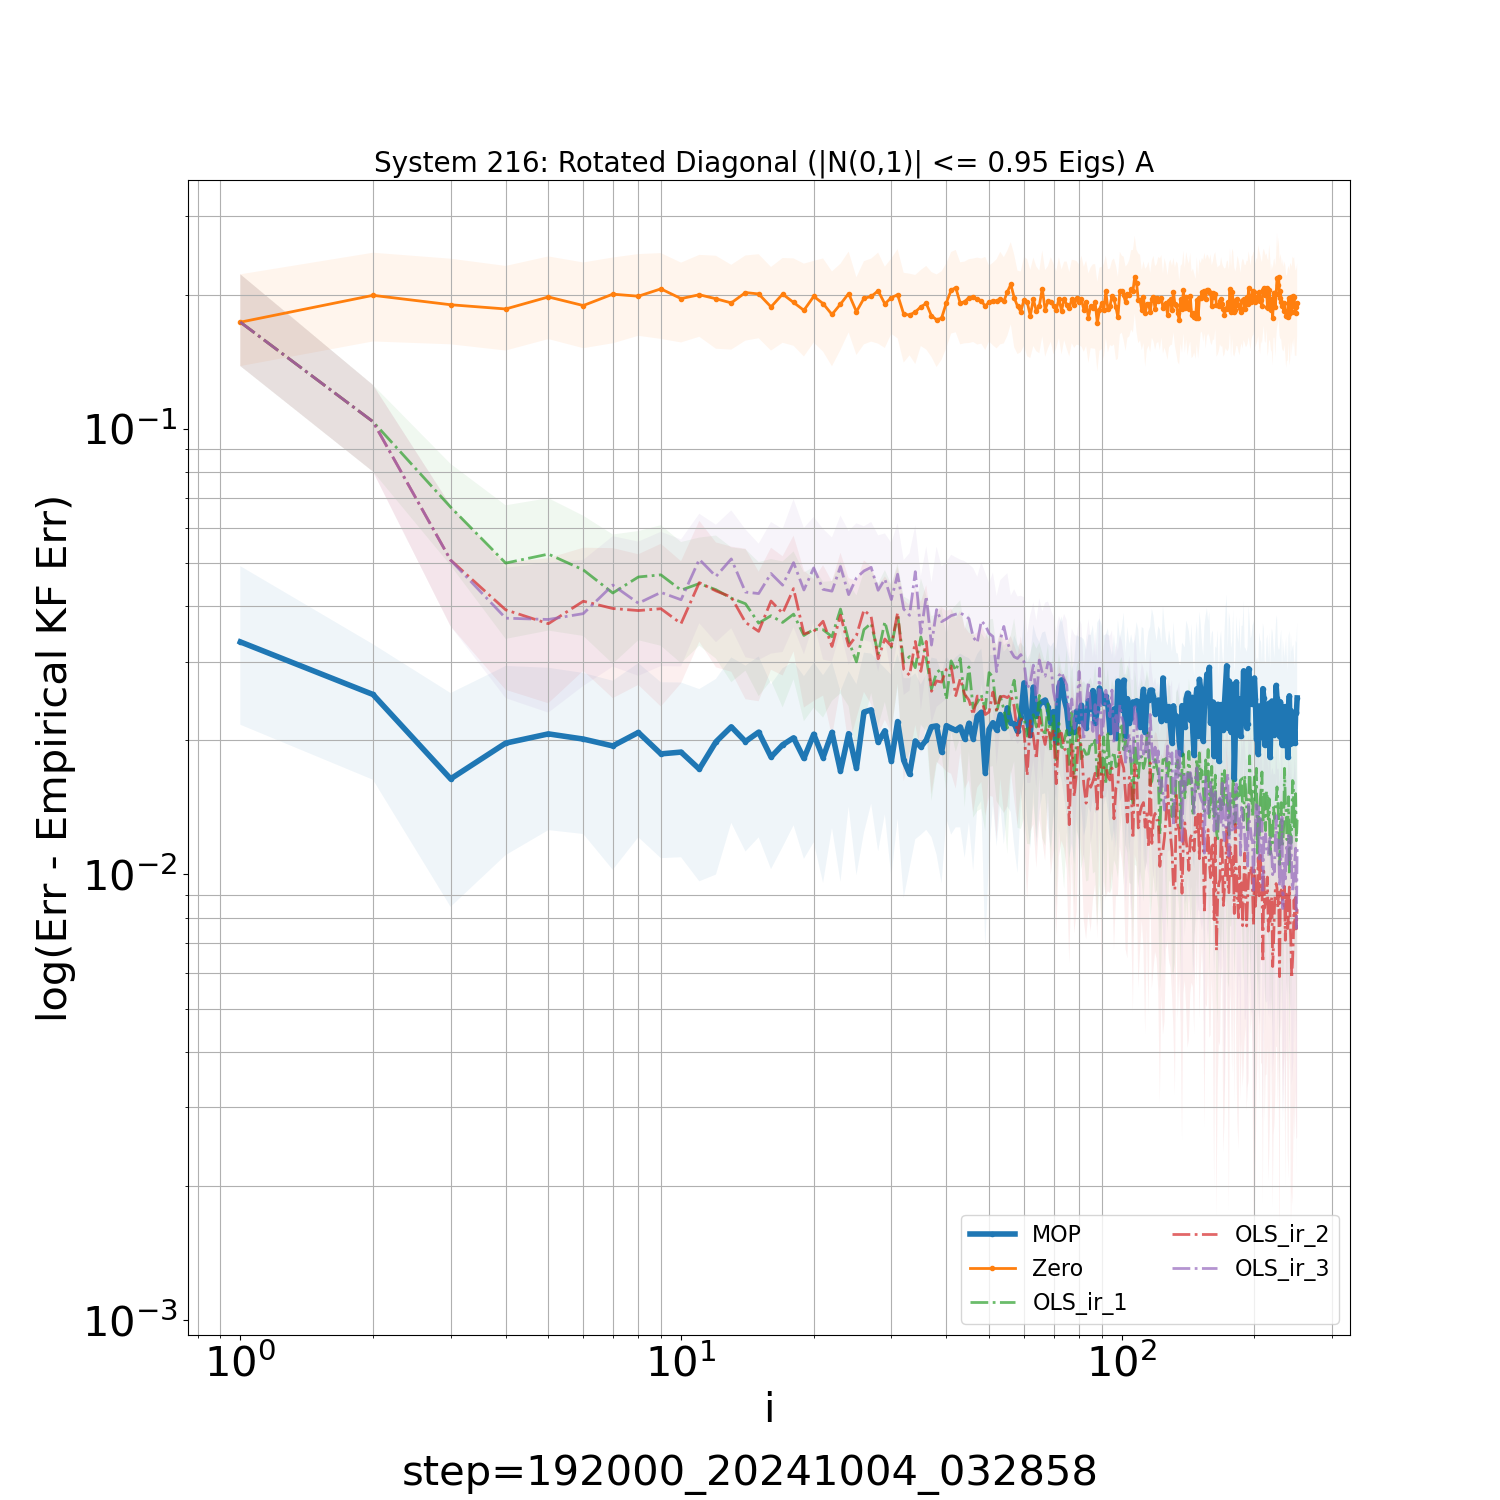 System 216: Rotated Diagonal (|N(0,1)| <= 0.95 Eigs) A
log(Err - Empirical KF Err)
10⁻¹
10⁻²
10⁻³
10⁰ 10¹ 10²
i
MOP
Zero
OLS_ir_1
OLS_ir_2
OLS_ir_3
step=192000_20241004_032858